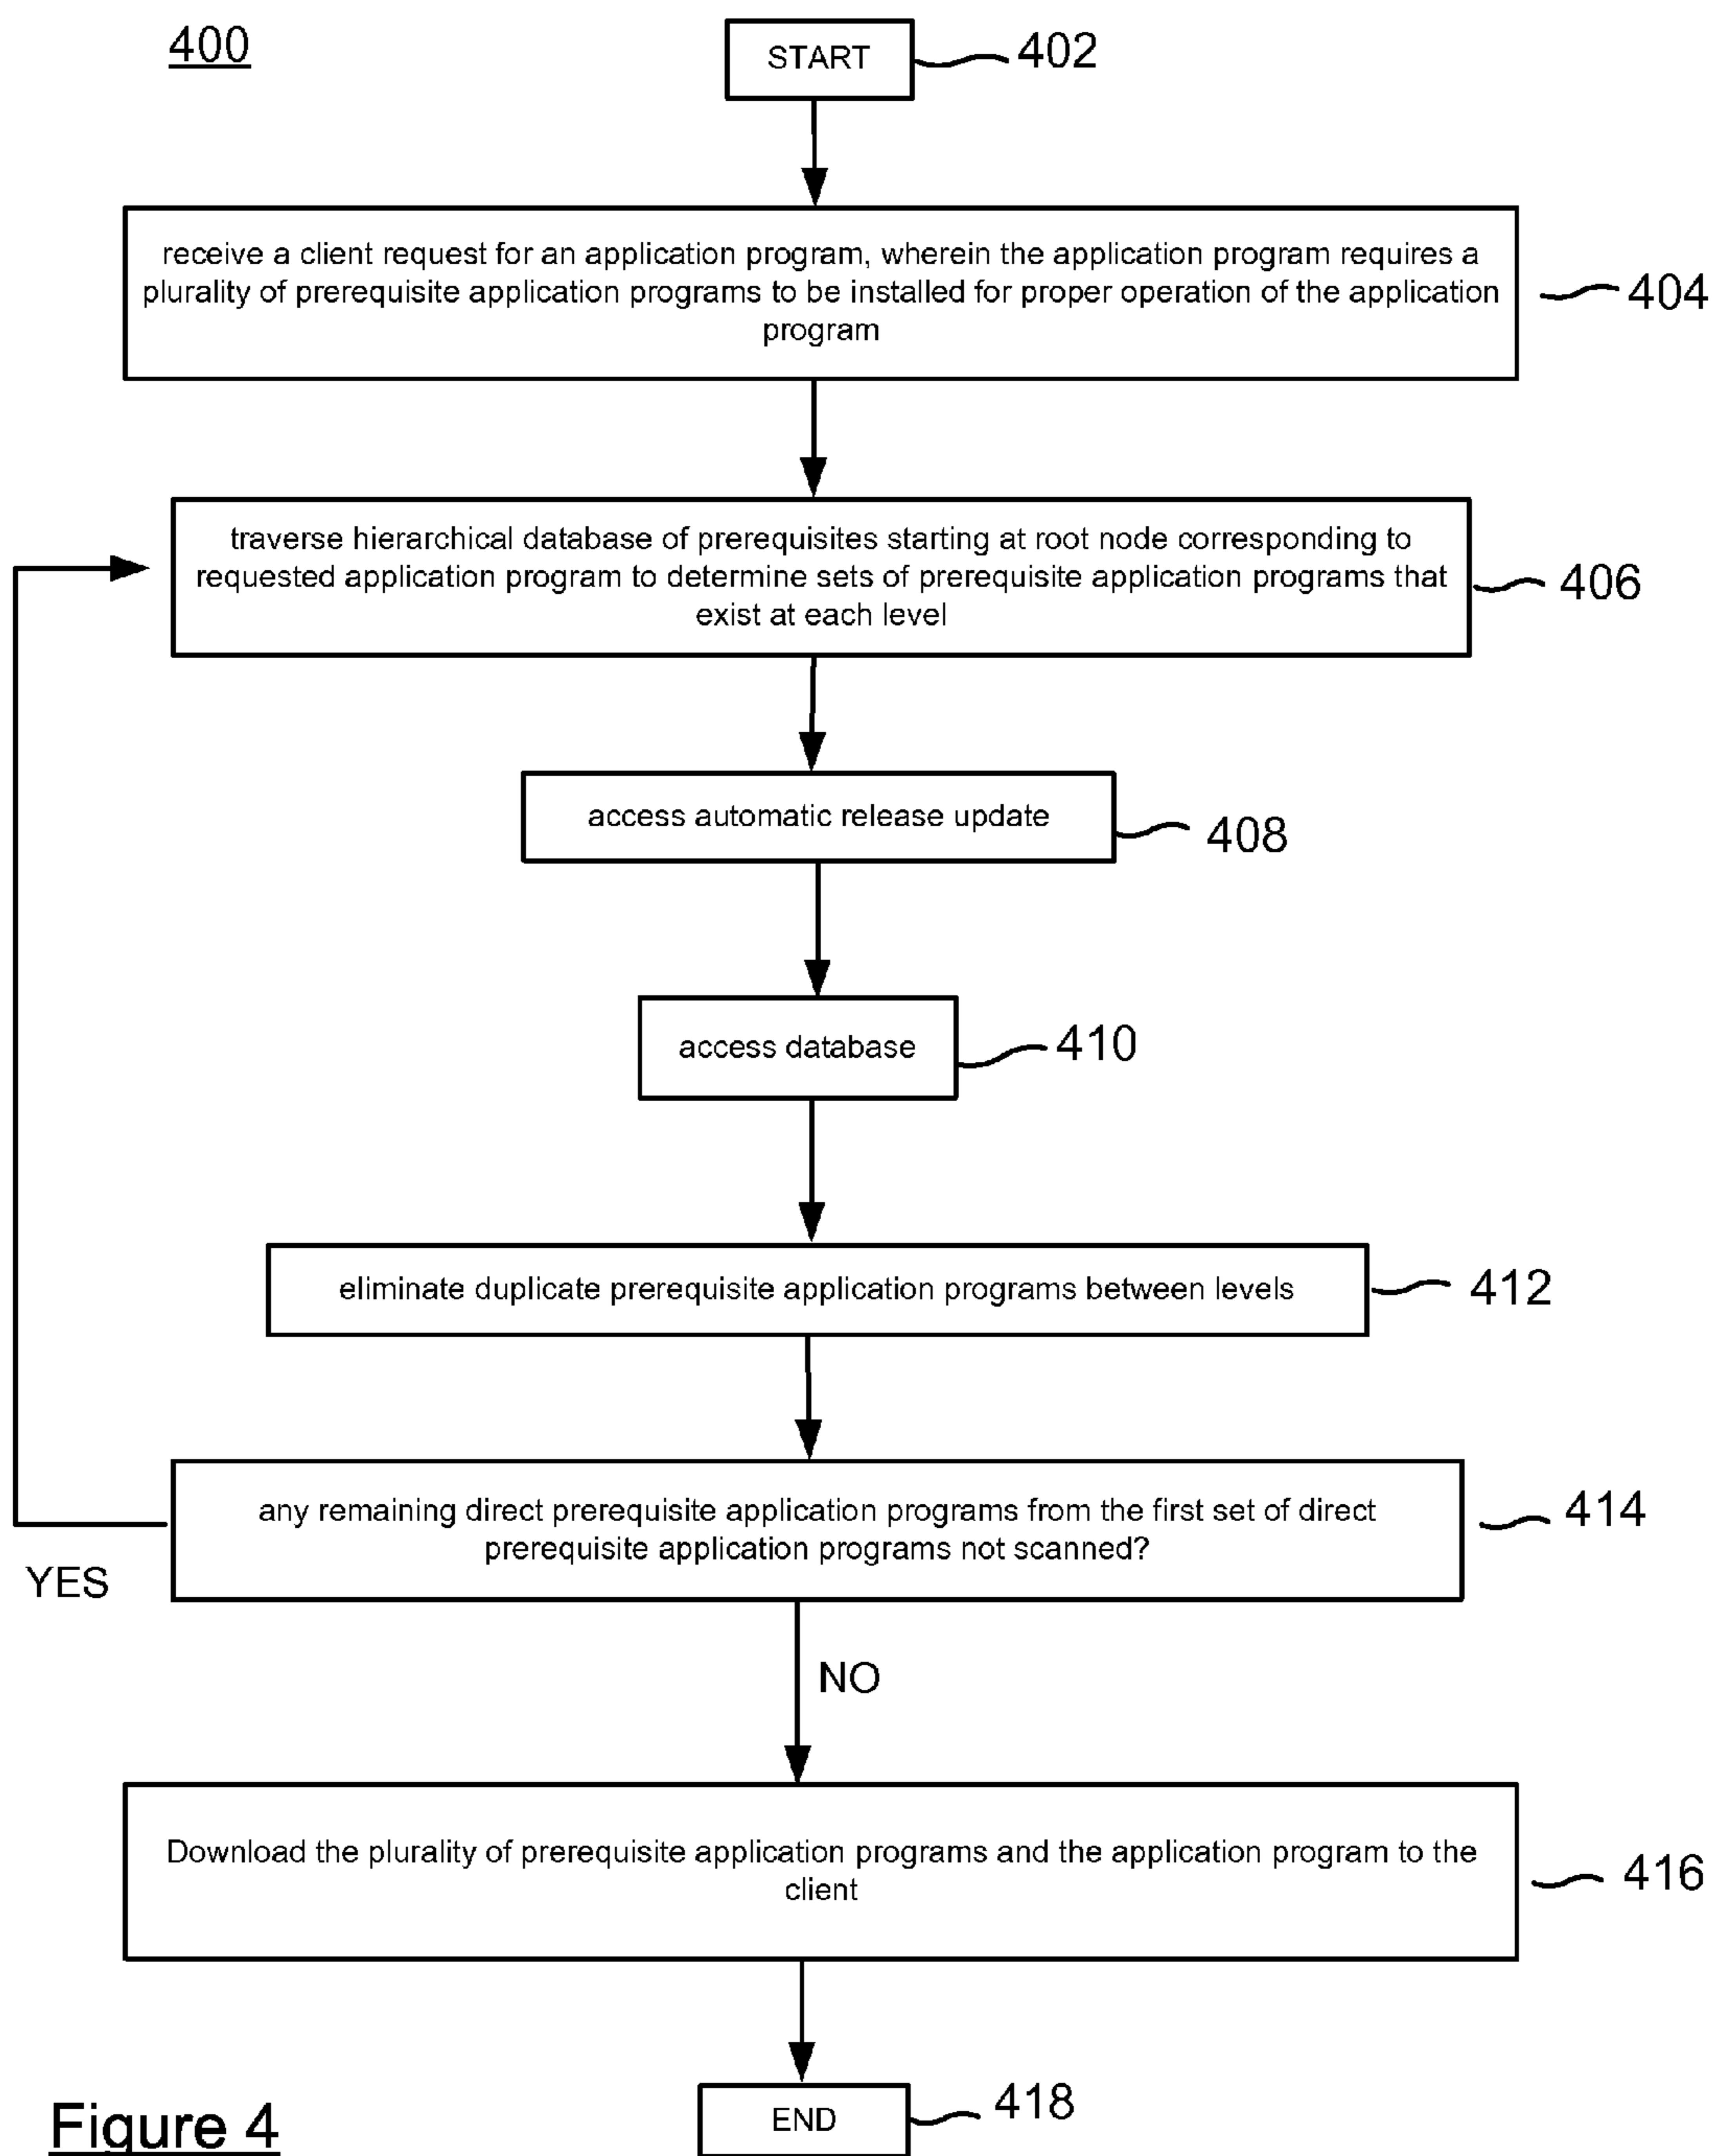 400
START
402
receive a client request for an application program, wherein the application program requires a
plurality of prerequisite application programs to be installed for proper operation of the application
program
404
traverse hierarchical database of prerequisites starting at root node corresponding to
requested application program to determine sets of prerequisite application programs that
exist at each level
406
access automatic release update
408
access database
410
eliminate duplicate prerequisite application programs between levels
412
any remaining direct prerequisite application programs from the first set of direct
prerequisite application programs not scanned?
414
YES
NO
Download the plurality of prerequisite application programs and the application program to the
client
416
END
418
Figure 4